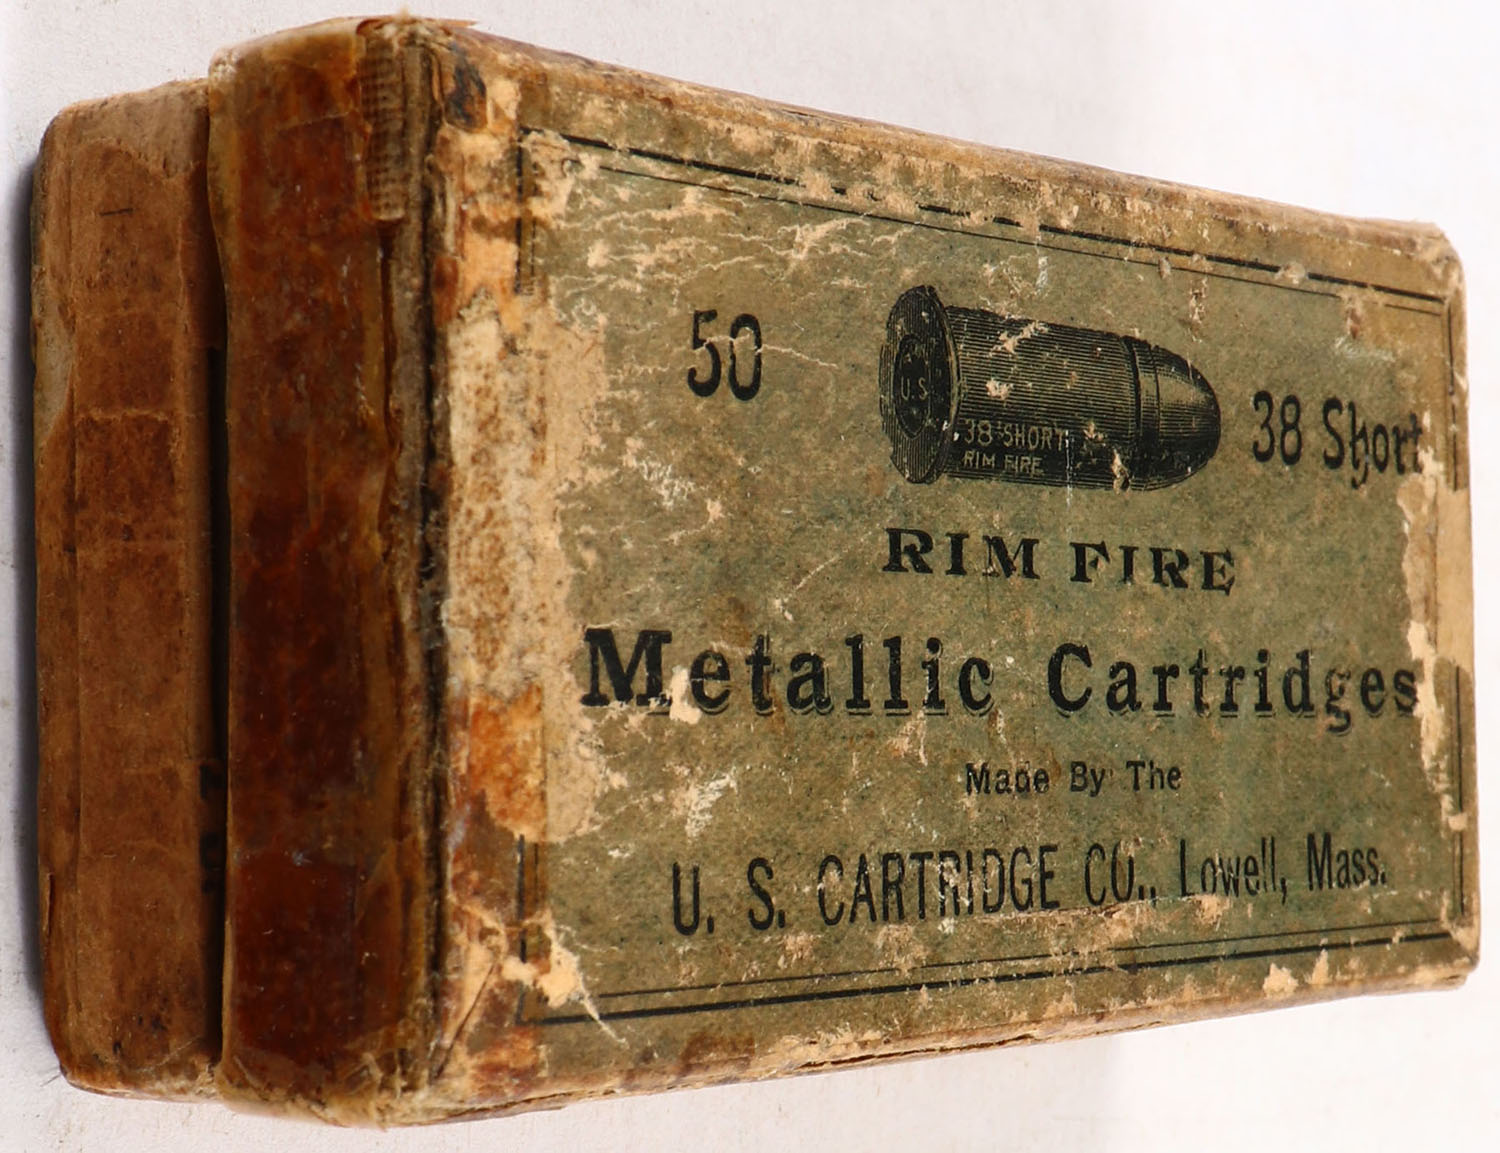 50
U.S.
38 SHORT
RIM FIRE
38 Short
RIM FIRE
Metallic Cartridges
Made By The
U. S. CARTRIDGE CO., Lowell, Mass.